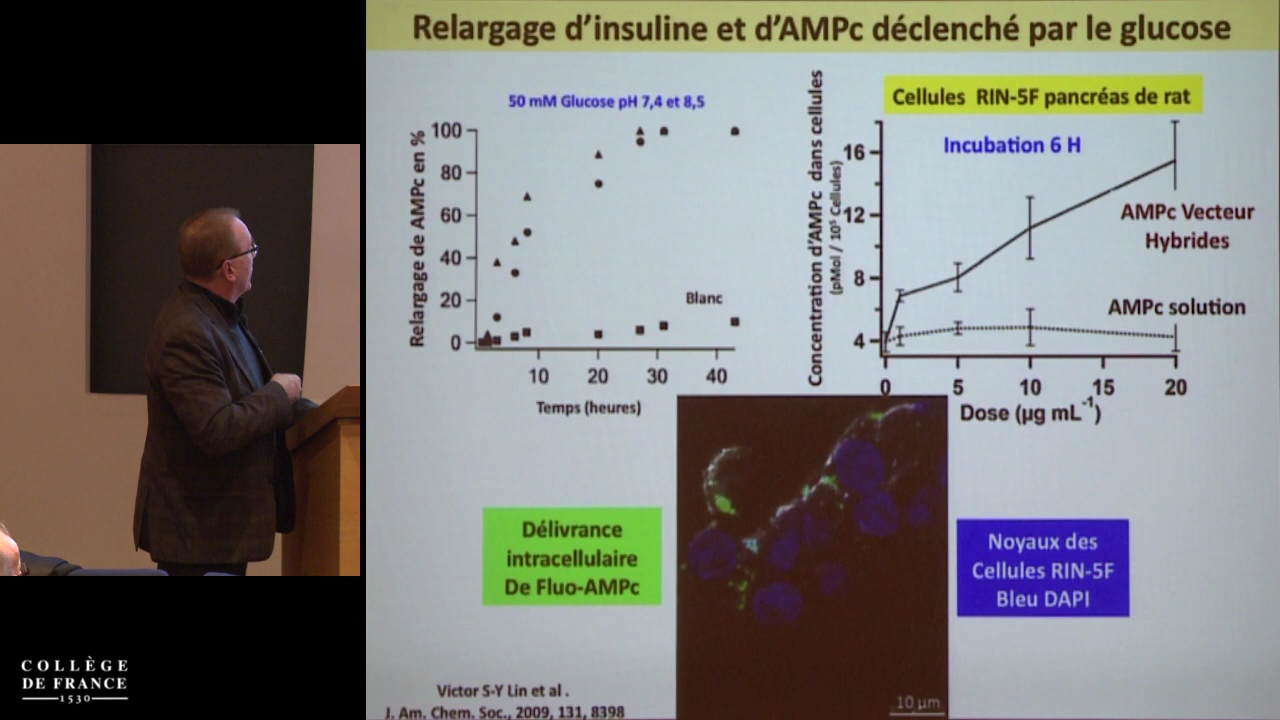 Relargage d'insuline et d'AMPc déclenché par le glucose
50 mM Glucose pH 7,4 et 8,5
Relargage de AMPc en %
100
80
60
40
20
0
Blanc
10 20 30 40
Temps (heures)
Cellules RIN-5F pancréas de rat
Incubation 6 H
Concentration d'AMPc dans cellules
(pMol / 10⁵ Cellules)
16
12
8
4
AMPc Vecteur
Hybrides
AMPc solution
0 5 10 15 20
Dose (µg mL⁻¹)
Délivrance
intracellulaire
De Fluo-AMPc
Noyaux des
Cellules RIN-5F
Bleu DAPI
10 µm
Victor S-Y Lin et al .
J. Am. Chem. Soc., 2009, 131, 8398
COLLÈGE
DE FRANCE
1530